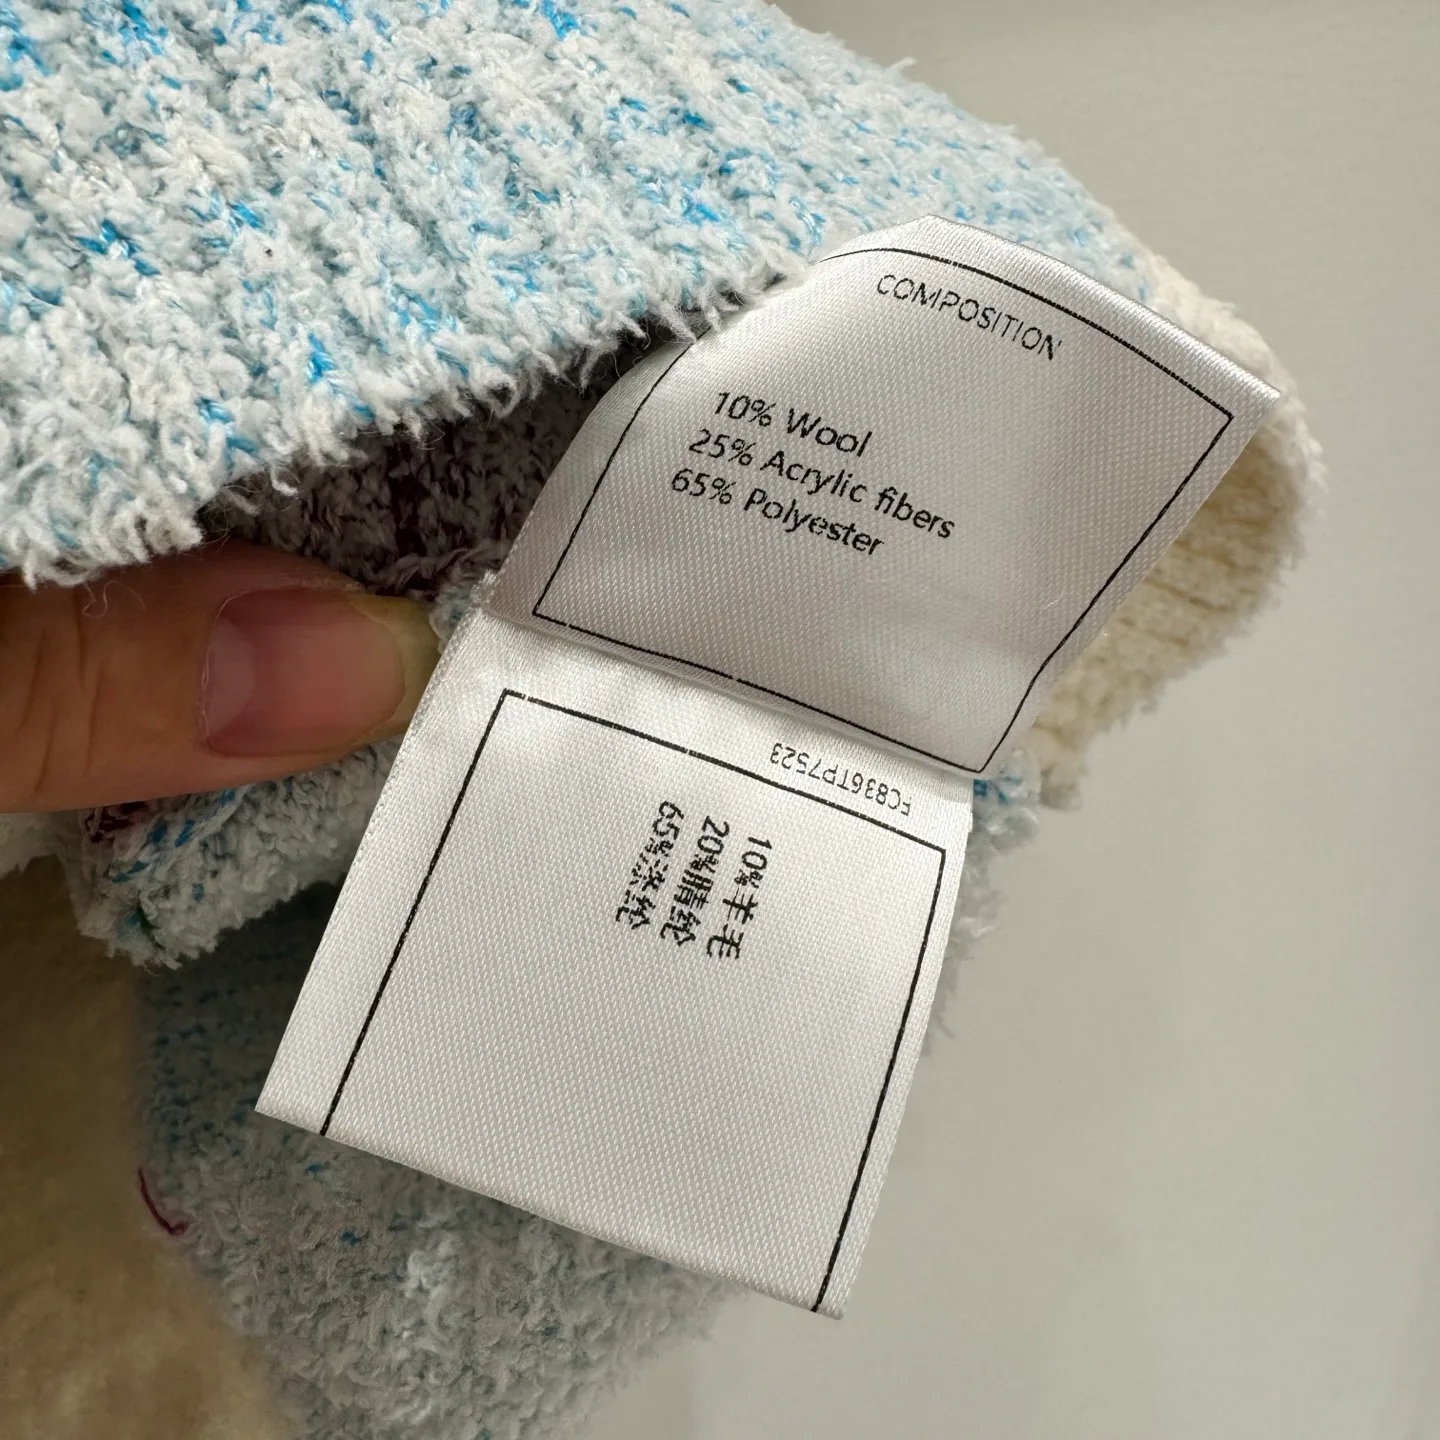 COMPOSITION
10% Wool
25% Acrylic fibers
65% Polyester
FC836TP7523
10%羊毛
20%腈纶
65%涤纶